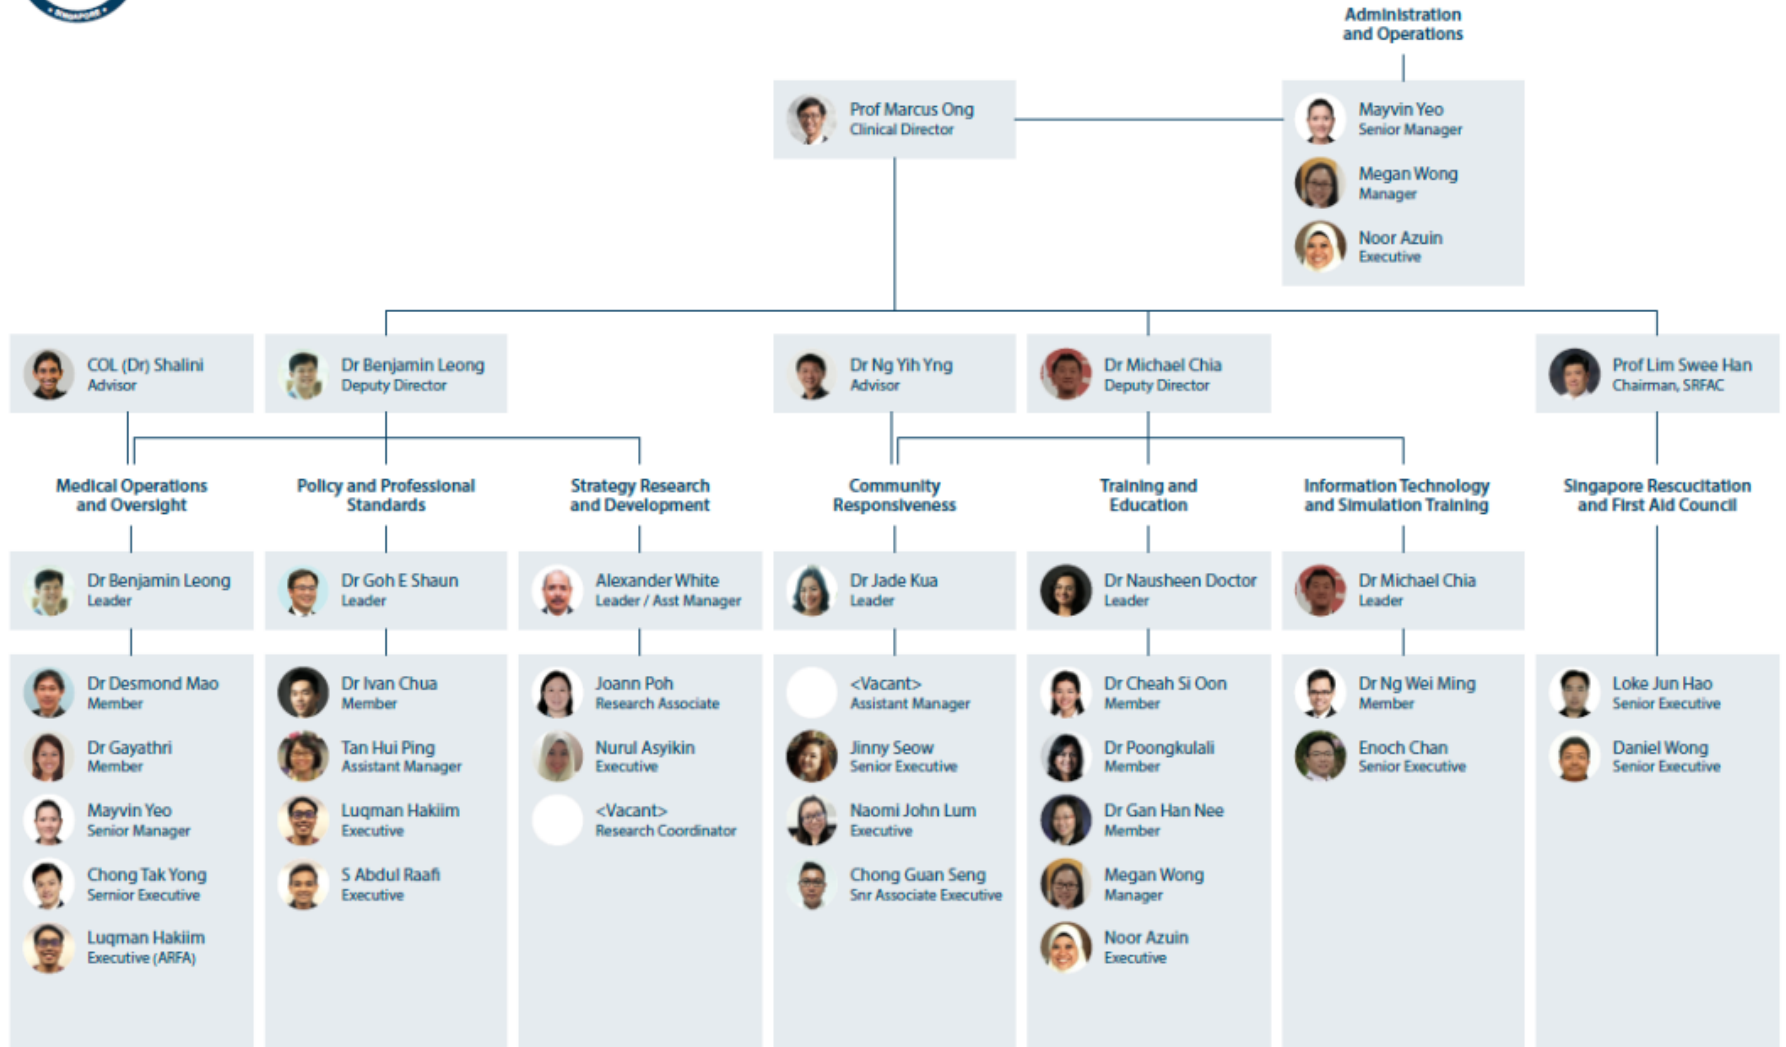 SINGAPORE
Administration
and Operations
Prof Marcus Ong
Clinical Director
Mayvin Yeo
Senior Manager
Megan Wong
Manager
Noor Azuin
Executive
COL (Dr) Shalini
Advisor
Dr Benjamin Leong
Deputy Director
Dr Ng Yih Yng
Advisor
Dr Michael Chia
Deputy Director
Prof Lim Swee Han
Chairman, SRFAC
Medical Operations
and Oversight
Policy and Professional
Standards
Strategy Research
and Development
Community
Responsiveness
Training and
Education
Information Technology
and Simulation Training
Singapore Rescucitation
and First Aid Council
Dr Benjamin Leong
Leader
Dr Goh E Shaun
Leader
Alexander White
Leader / Asst Manager
Dr Jade Kua
Leader
Dr Nausheen Doctor
Leader
Dr Michael Chia
Leader
Dr Desmond Mao
Member
Dr Gayathri
Member
Mayvin Yeo
Senior Manager
Chong Tak Yong
Sernior Executive
Luqman Hakiim
Executive (ARFA)
Dr Ivan Chua
Member
Tan Hui Ping
Assistant Manager
Luqman Hakiim
Executive
S Abdul Raafi
Executive
Joann Poh
Research Associate
Nurul Asyikin
Executive
<Vacant>
Research Coordinator
<Vacant>
Assistant Manager
Jinny Seow
Senior Executive
Naomi John Lum
Executive
Chong Guan Seng
Snr Associate Executive
Dr Cheah Si Oon
Member
Dr Poongkulali
Member
Dr Gan Han Nee
Member
Megan Wong
Manager
Noor Azuin
Executive
Dr Ng Wei Ming
Member
Enoch Chan
Senior Executive
Loke Jun Hao
Senior Executive
Daniel Wong
Senior Executive